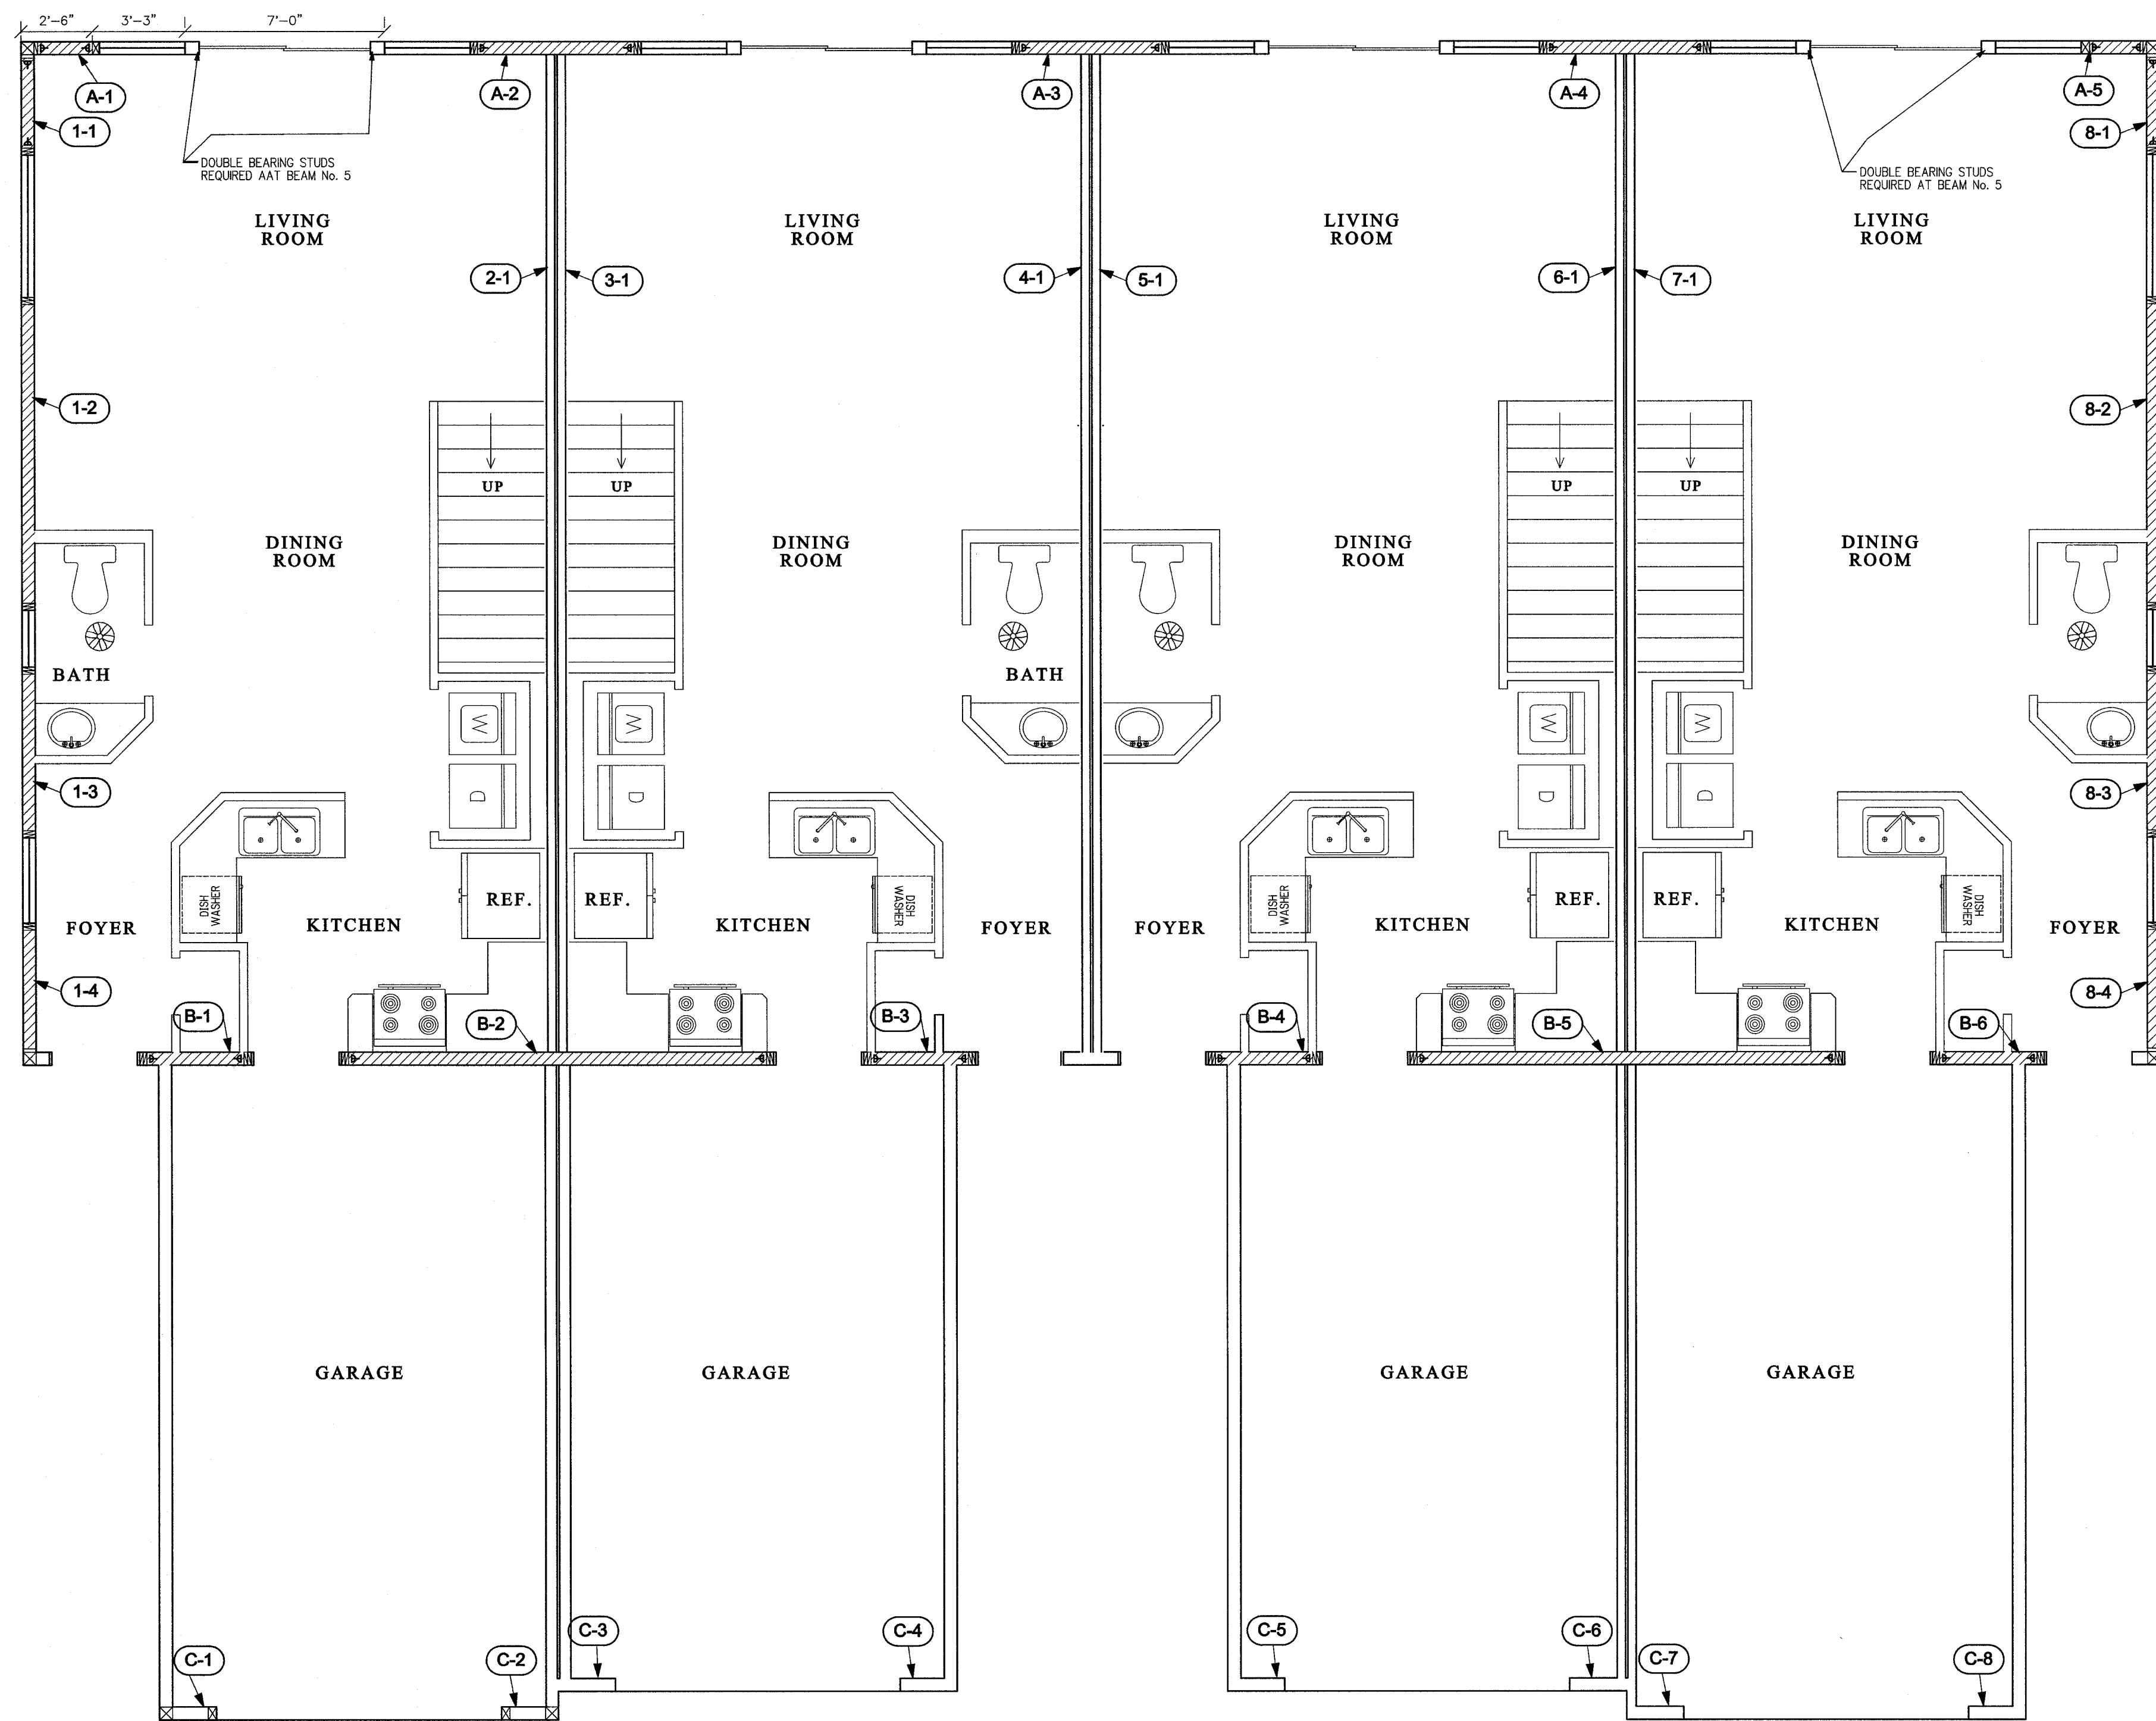 2'-6" 3'-3" 7'-0"
A-1 A-2 A-3 A-4 A-5
1-1 8-1
DOUBLE BEARING STUDS
REQUIRED AAT BEAM No. 5
DOUBLE BEARING STUDS
REQUIRED AT BEAM No. 5
LIVING
ROOM
LIVING
ROOM
LIVING
ROOM
LIVING
ROOM
2-1 3-1 4-1 5-1 6-1 7-1
1-2 8-2
UP UP UP UP
DINING
ROOM
DINING
ROOM
DINING
ROOM
DINING
ROOM
BATH BATH
W W W W
D D D D
1-3 8-3
DISH
WASHER
DISH
WASHER
DISH
WASHER
DISH
WASHER
REF. REF. REF. REF.
FOYER KITCHEN KITCHEN FOYER FOYER KITCHEN KITCHEN FOYER
1-4 8-4
B-1 B-2 B-3 B-4 B-5 B-6
GARAGE GARAGE GARAGE GARAGE
C-3 C-4 C-5 C-6
C-1 C-2 C-7 C-8